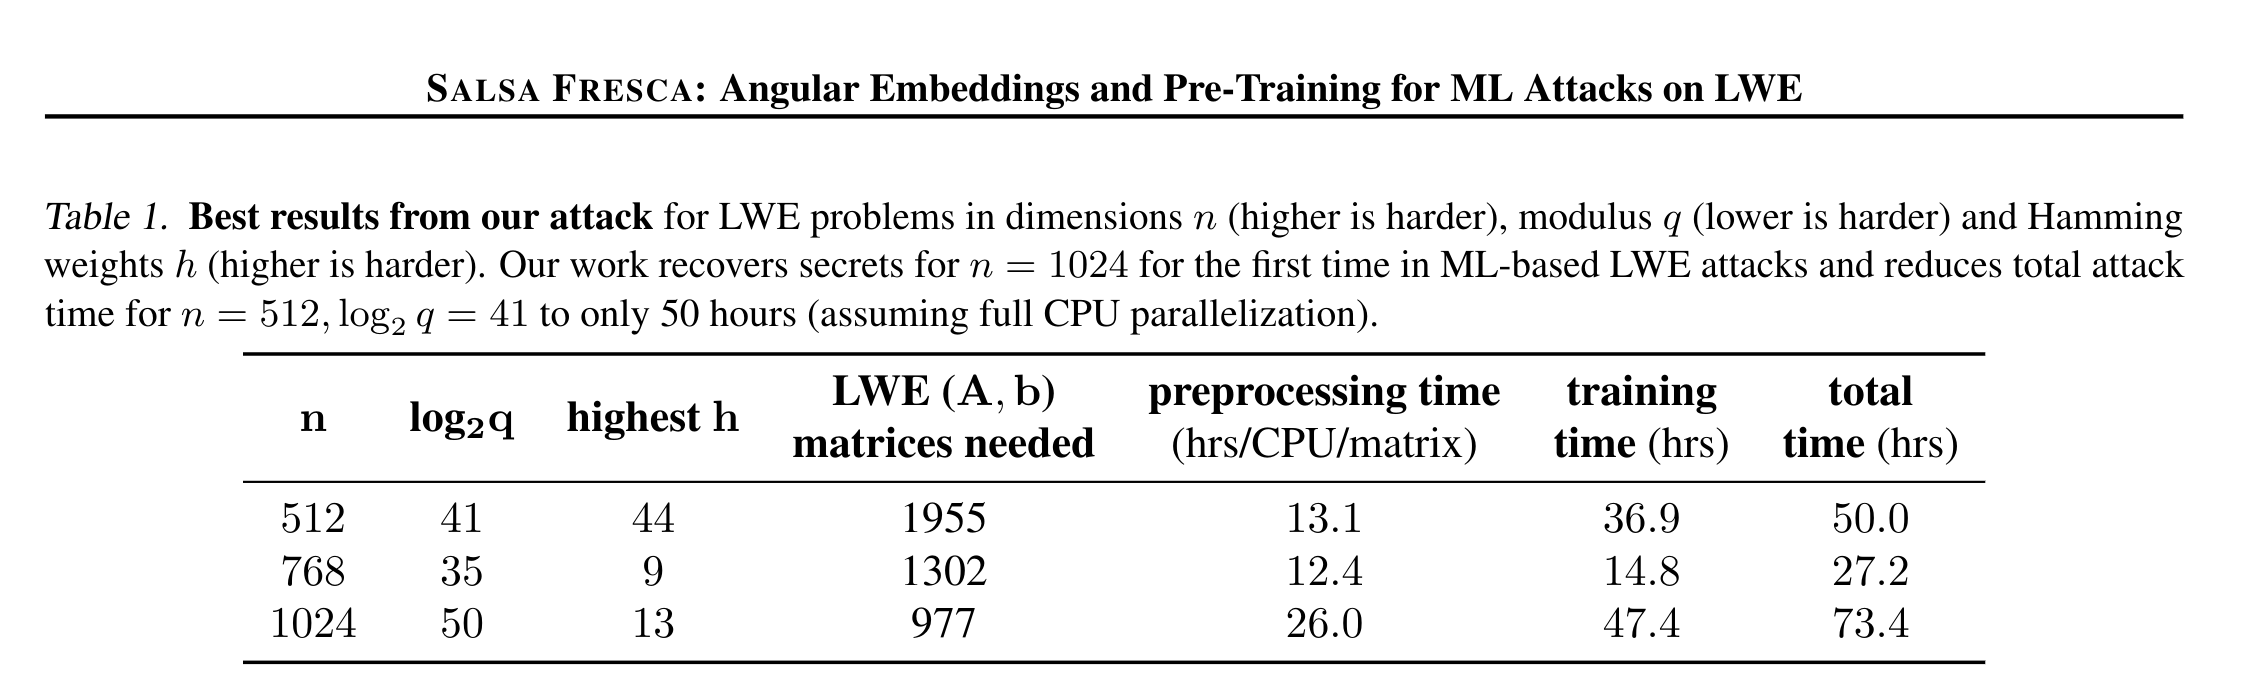 SALSA FRESCA: Angular Embeddings and Pre-Training for ML Attacks on LWE
Table 1. Best results from our attack for LWE problems in dimensions n (higher is harder), modulus q (lower is harder) and Hamming
weights h (higher is harder). Our work recovers secrets for n = 1024 for the first time in ML-based LWE attacks and reduces total attack
time for n = 512, log₂ q = 41 to only 50 hours (assuming full CPU parallelization).
n log₂q highest h LWE (A, b) matrices needed preprocessing time (hrs/CPU/matrix) training time (hrs) total time (hrs)
512 41 44 1955 13.1 36.9 50.0
768 35 9 1302 12.4 14.8 27.2
1024 50 13 977 26.0 47.4 73.4